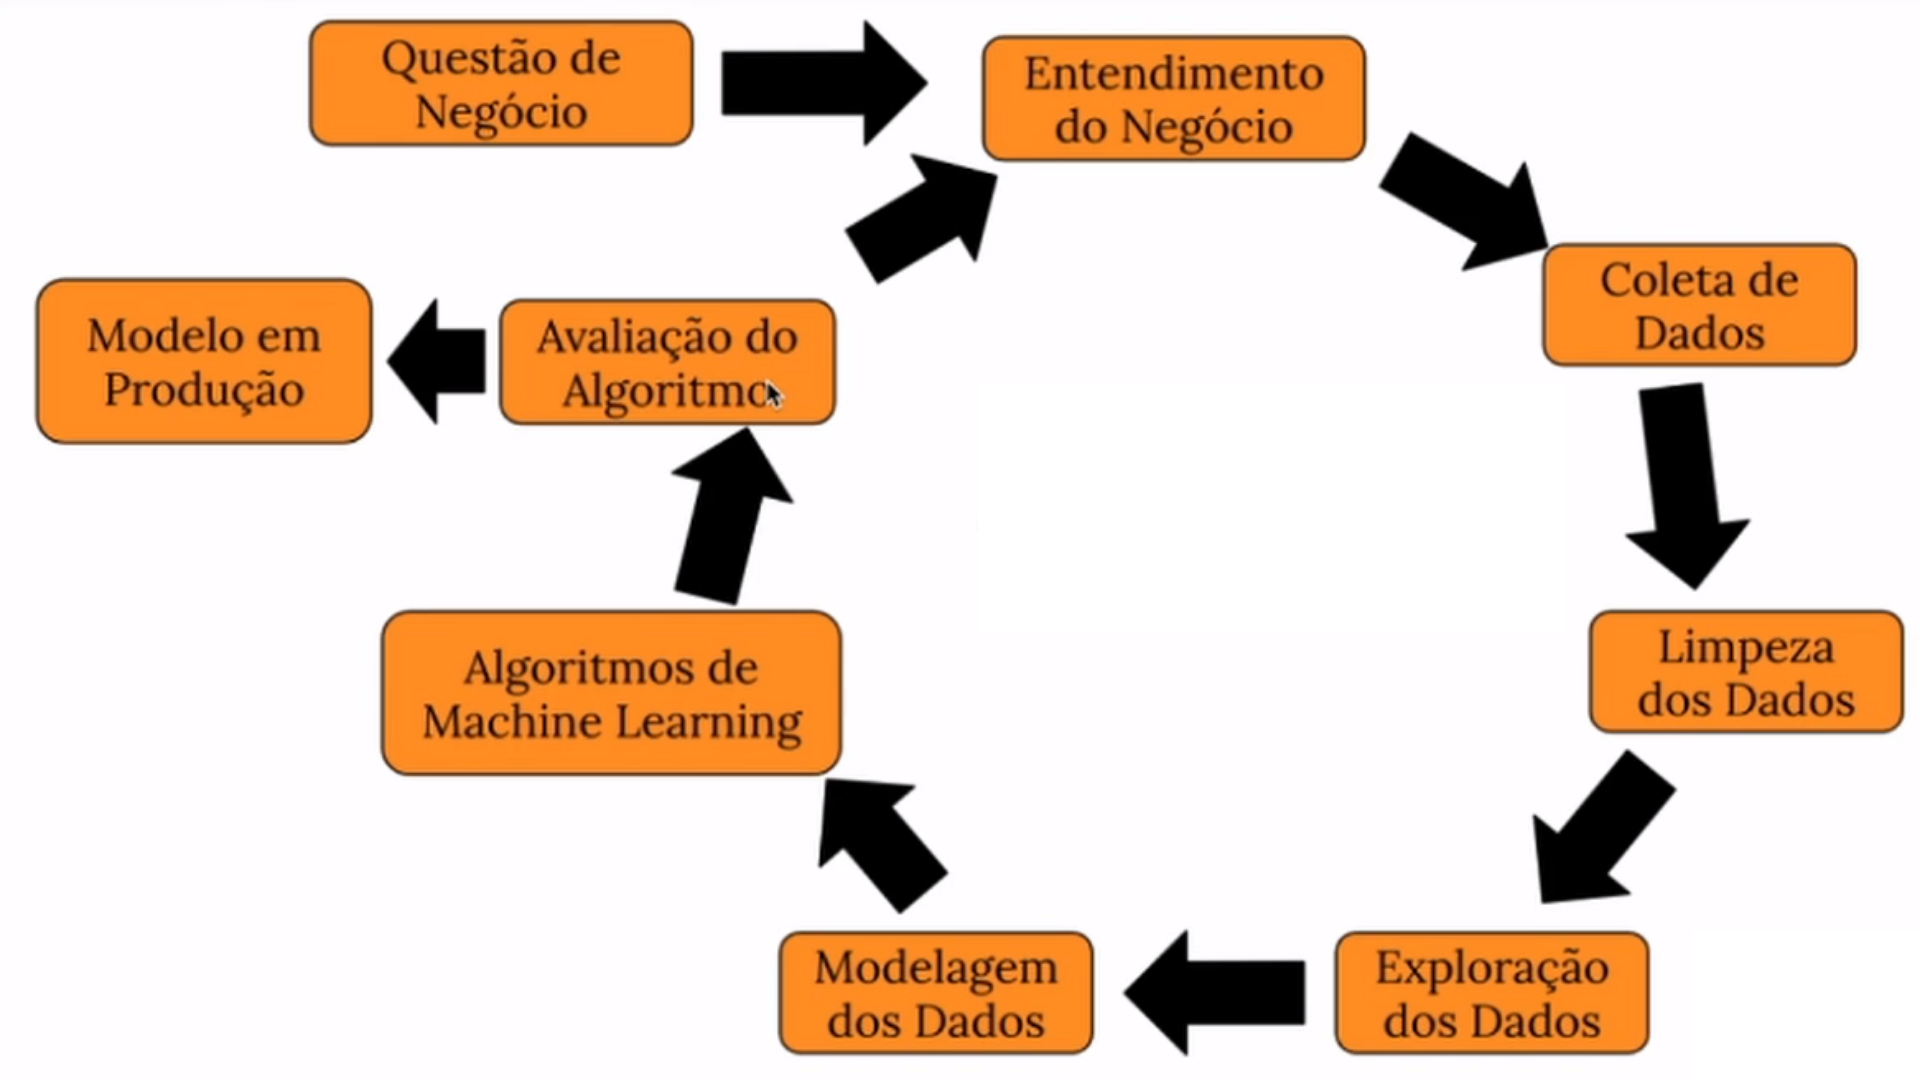 Questão de
Negócio
Entendimento
do Negócio
Coleta de
Dados
Limpeza
dos Dados
Exploração
dos Dados
Modelagem
dos Dados
Algoritmos de
Machine Learning
Avaliação do
Algoritmo
Modelo em
Produção